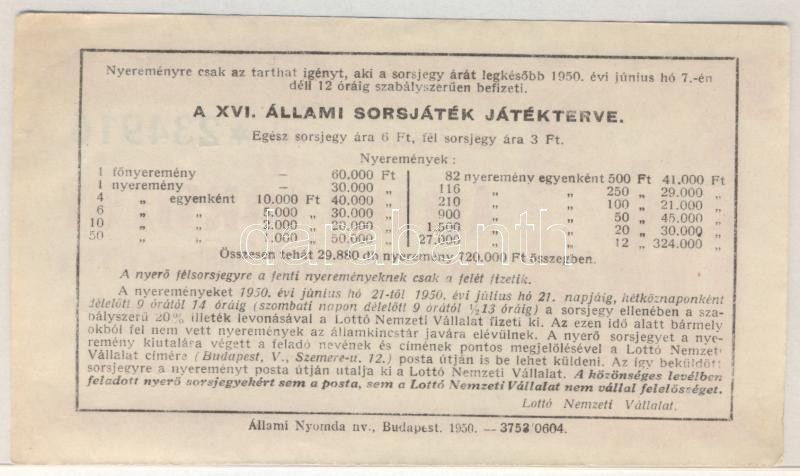 Nyereményre csak az tarthat igényt, aki a sorsjegy árát legkésőbb 1950. évi június hó 7.-én
déli 12 óráig szabályszerűen befizeti.
A XVI. ÁLLAMI SORSJÁTÉK JÁTÉKTERVE.
Egész sorsjegy ára 6 Ft, fél sorsjegy ára 3 Ft.
Nyeremények :
1 főnyeremény — 60.000 Ft
1 nyeremény — 30.000 „
4 „ egyenként 10.000 Ft 40.000 „
6 „ „ 5.000 „ 30.000 „
10 „ „ 2.000 „ 20.000 „
50 „ „ 1.000 „ 50.000 „
82 nyeremény egyenként 500 Ft 41.000 Ft
116 „ „ 250 „ 29.000 „
210 „ „ 100 „ 21.000 „
900 „ „ 50 „ 45.000 „
1.500 „ „ 20 „ 30.000 „
27.000 „ „ 12 „ 324.000 „
Összesen tehát 29.880 db nyeremény 720.000 Ft összegben.
A nyerő félsorsjegyre a fenti nyereményeknek csak a felét fizetik.
A nyereményeket 1950. évi június hó 21-től 1950. évi július hó 21. napjáig, hétköznaponként
délelőtt 9 órától 14 óráig (szombati napon délelőtt 9 órától ½13 óráig) a sorsjegy ellenében a sza-
bályszerű 20% illeték levonásával a Lottó Nemzeti Vállalat fizeti ki. Az ezen idő alatt bármely
okból fel nem vett nyeremények az államkincstár javára elévülnek. A nyerő sorsjegyet a nye-
remény kiutalára végett a feladó nevének és címének pontos megjelölésével a Lottó Nemzeti
Vállalat címére (Budapest, V., Szemere-u. 12.) posta útján is be lehet küldeni. Az így beküldött
sorsjegyre a nyereményt posta útján utalja ki a Lottó Nemzeti Vállalat. A közönséges levélben
feladott nyerő sorsjegyekért sem a posta, sem a Lottó Nemzeti Vállalat nem vállal felelősséget.
Lottó Nemzeti Vállalat.
Állami Nyomda nv., Budapest. 1950. — 3753/0604.
darabanth